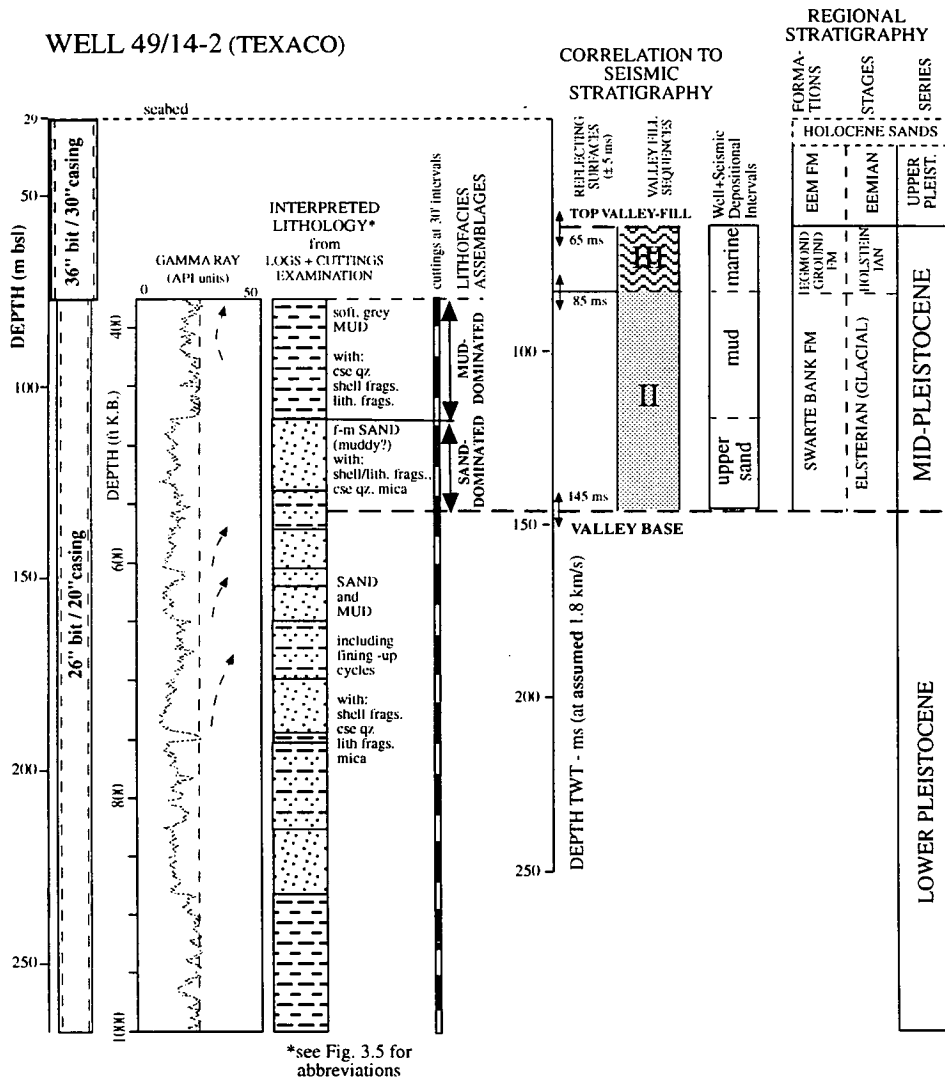 WELL 49/14-2 (TEXACO)
REGIONAL
STRATIGRAPHY
CORRELATION TO
SEISMIC
STRATIGRAPHY
FORMA-
TIONS
STAGES
SERIES
seabed
HOLOCENE SANDS
REFLECTING
SURFACES
(± 5 ms)
VALLEY FILL
SEQUENCES
Well+Seismic
Depositional
Intervals
EEM FM
EEMIAN
UPPER
PLEIST.
DEPTH (m bsl)
50
100
150
200
250
36" bit / 30"casing
26" bit / 20"casing
GAMMA RAY
(API units)
0
50
DEPTH (ft K.B.)
400
600
800
1000
INTERPRETED
LITHOLOGY*
from
LOGS + CUTTINGS
EXAMINATION
cuttings at 30' intervals
LITHOFACIES
ASSEMBLAGES
soft, grey
MUD
with:
cse qz
shell frags.
lith. frags.
MUD-
DOMINATED
f-m SAND
(muddy?)
with:
shell/lith. frags.,
cse qz, mica
SAND-
DOMINATED
SAND
and
MUD
including
fining -up
cycles
with:
shell frags.
cse qz
lith frags.
mica
TOP VALLEY-FILL
65 ms
85 ms
145 ms
VALLEY BASE
100
150
200
250
DEPTH TWT - ms (at assumed 1.8 km/s)
III
II
marine
mud
upper
sand
EGMOND
GROUND
FM
HOLSTEIN
IAN
SWARTE BANK FM
ELSTERIAN (GLACIAL)
MID-PLEISTOCENE
LOWER PLEISTOCENE
*see Fig. 3.5 for
abbreviations